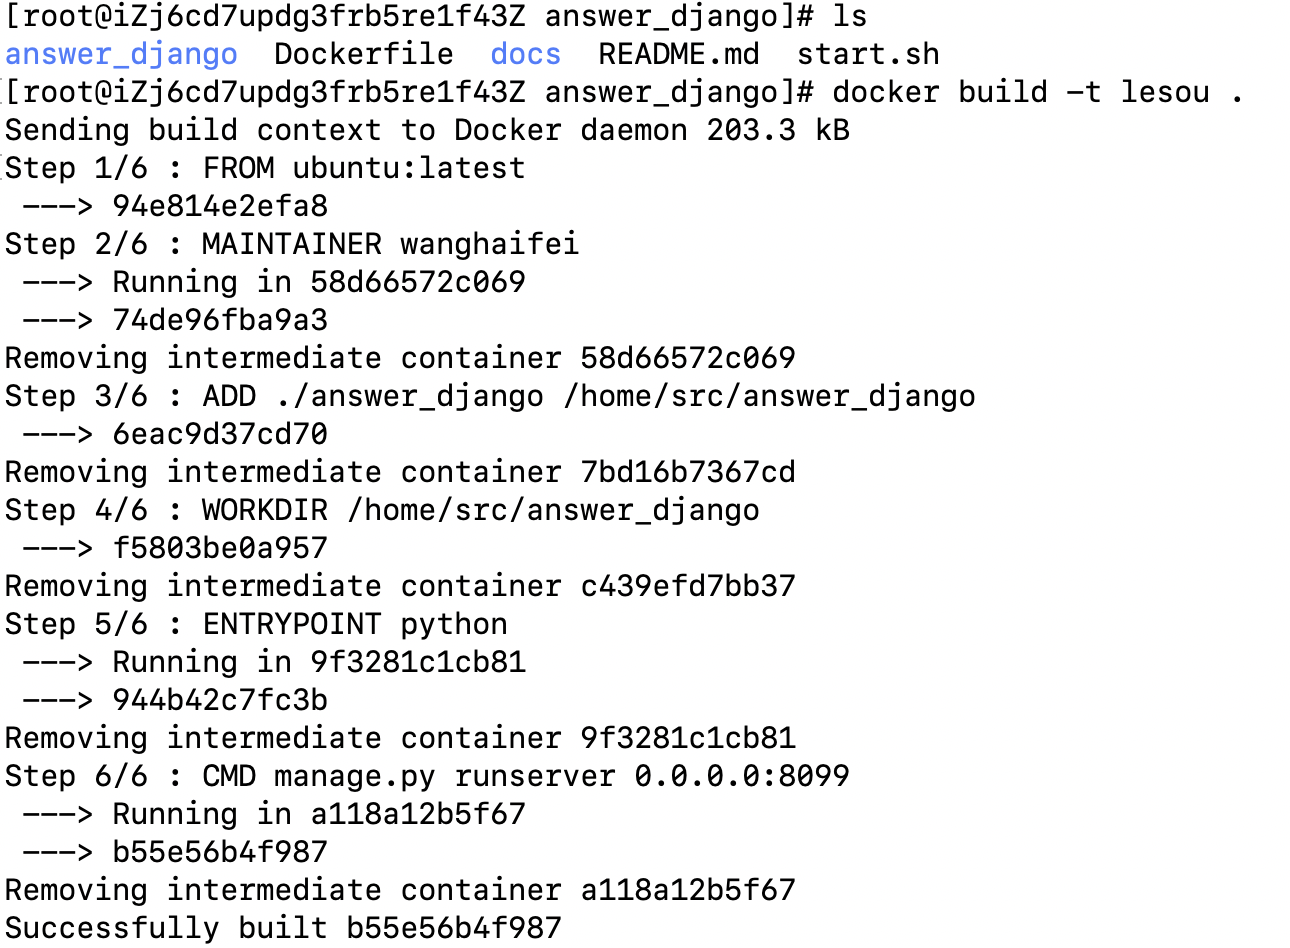 [root@iZj6cd7updg3frb5re1f43Z answer_django]# ls
answer_django  Dockerfile  docs  README.md  start.sh
[root@iZj6cd7updg3frb5re1f43Z answer_django]# docker build -t lesou .
Sending build context to Docker daemon 203.3 kB
Step 1/6 : FROM ubuntu:latest
 ---> 94e814e2efa8
Step 2/6 : MAINTAINER wanghaifei
 ---> Running in 58d66572c069
 ---> 74de96fba9a3
Removing intermediate container 58d66572c069
Step 3/6 : ADD ./answer_django /home/src/answer_django
 ---> 6eac9d37cd70
Removing intermediate container 7bd16b7367cd
Step 4/6 : WORKDIR /home/src/answer_django
 ---> f5803be0a957
Removing intermediate container c439efd7bb37
Step 5/6 : ENTRYPOINT python
 ---> Running in 9f3281c1cb81
 ---> 944b42c7fc3b
Removing intermediate container 9f3281c1cb81
Step 6/6 : CMD manage.py runserver 0.0.0.0:8099
 ---> Running in a118a12b5f67
 ---> b55e56b4f987
Removing intermediate container a118a12b5f67
Successfully built b55e56b4f987